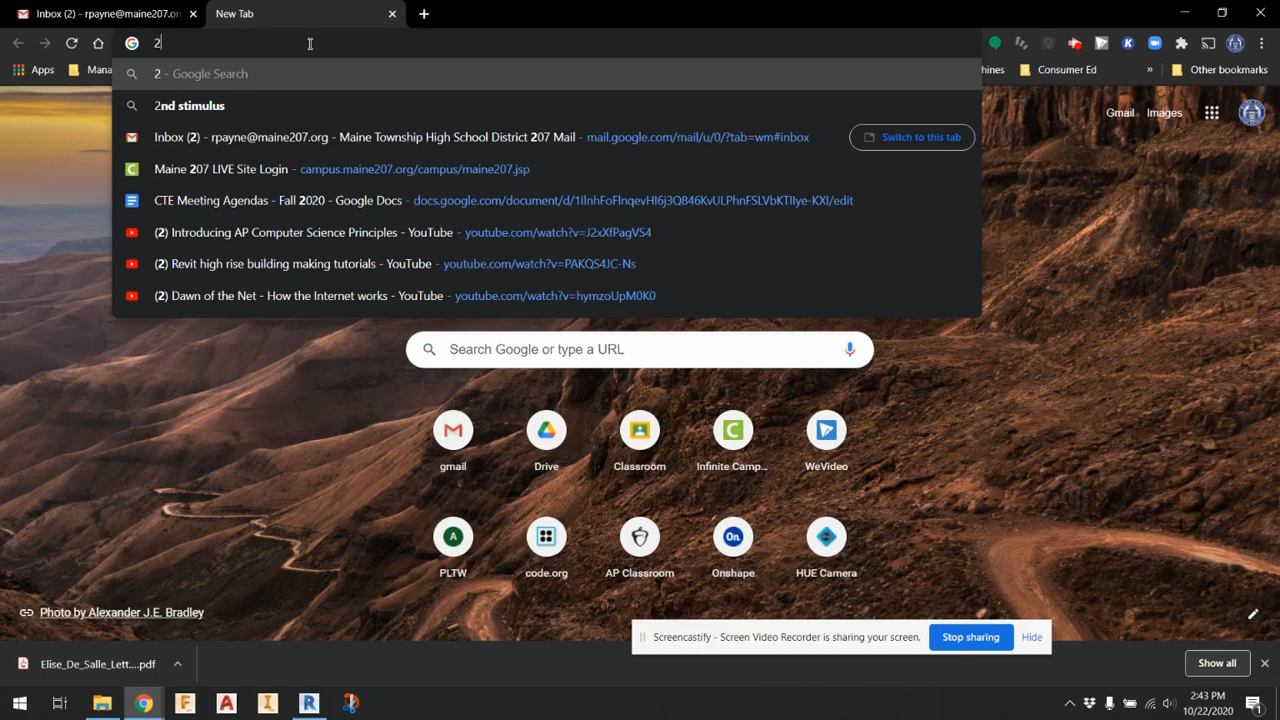 Inbox (2) - rpayne@maine207.or
New Tab
2
Apps
Mana
hines
Consumer Ed
»
Other bookmarks
2 - Google Search
2nd stimulus
Inbox (2) - rpayne@maine207.org - Maine Township High School District 207 Mail - mail.google.com/mail/u/0/?tab=wm#inbox
Switch to this tab
Maine 207 LIVE Site Login - campus.maine207.org/campus/maine207.jsp
CTE Meeting Agendas - Fall 2020 - Google Docs - docs.google.com/document/d/1IlnhFoFlnqevHI6j3Q846KvULPhnFSLVbKTIIye-KXI/edit
(2) Introducing AP Computer Science Principles - YouTube - youtube.com/watch?v=J2xXfPagVS4
(2) Revit high rise building making tutorials - YouTube - youtube.com/watch?v=PAKQS4JC-Ns
(2) Dawn of the Net - How the Internet works - YouTube - youtube.com/watch?v=hymzoUpM0K0
Gmail
Images
Search Google or type a URL
gmail
Drive
Classroom
Infinite Camp...
WeVideo
PLTW
code.org
AP Classroom
Onshape
HUE Camera
Photo by Alexander J.E. Bradley
Screencastify - Screen Video Recorder is sharing your screen.
Stop sharing
Hide
Elise_De_Salle_Lett....pdf
Show all
2:43 PM
10/22/2020